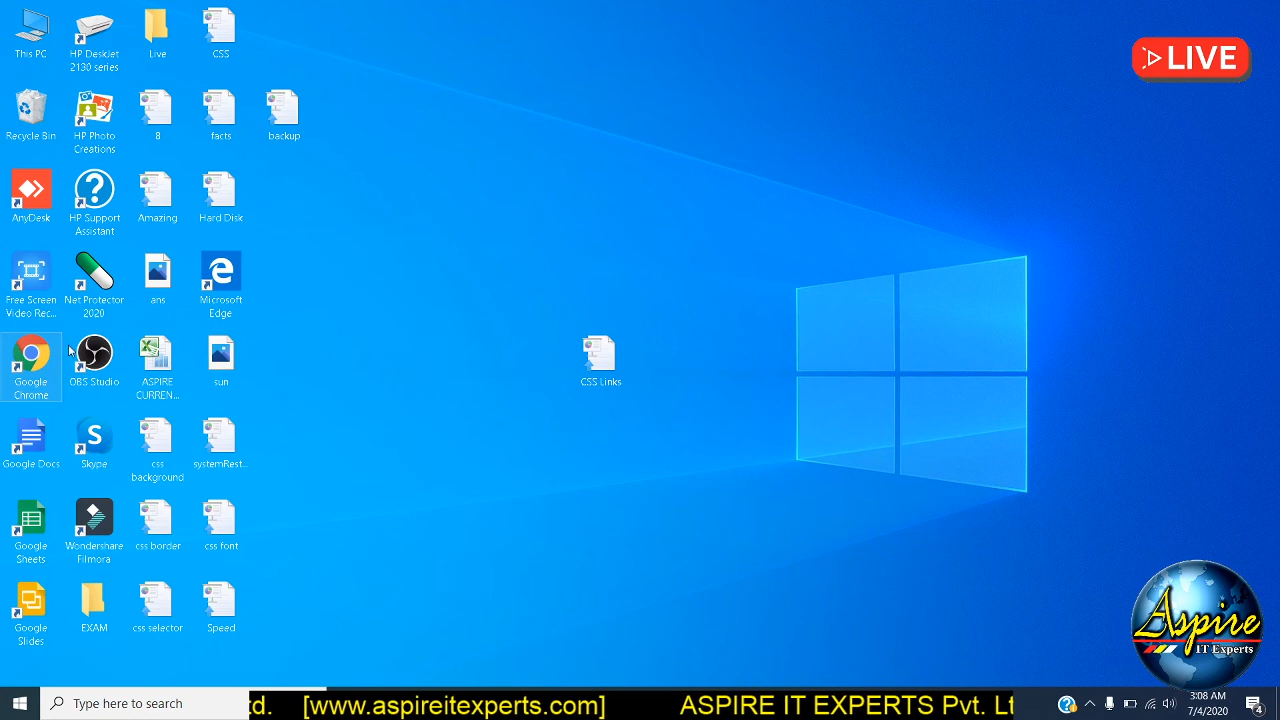 This PC
HP DeskJet
2130 series
Live
CSS
LIVE
Recycle Bin
HP Photo
Creations
8
facts
backup
AnyDesk
HP Support
Assistant
Amazing
Hard Disk
Free Screen
Video Rec...
Net Protector
2020
ans
Microsoft
Edge
Google
Chrome
OBS Studio
ASPIRE
CURREN...
sun
CSS Links
Google Docs
Skype
css
background
systemRest...
Google
Sheets
Wondershare
Filmora
css border
css font
Google
Slides
EXAM
css selector
Speed
Aspire
IT Experts
Type here to search
td. [www.aspireitexperts.com] ASPIRE IT EXPERTS Pvt. Lt
3:08 AM
7/4/2020
4